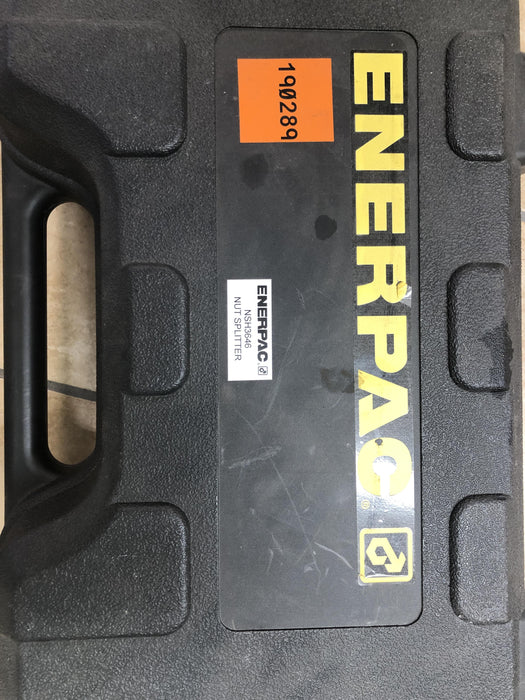 190289
ENERPAC
ENERPAC
NSH3646
NUT SPLITTER